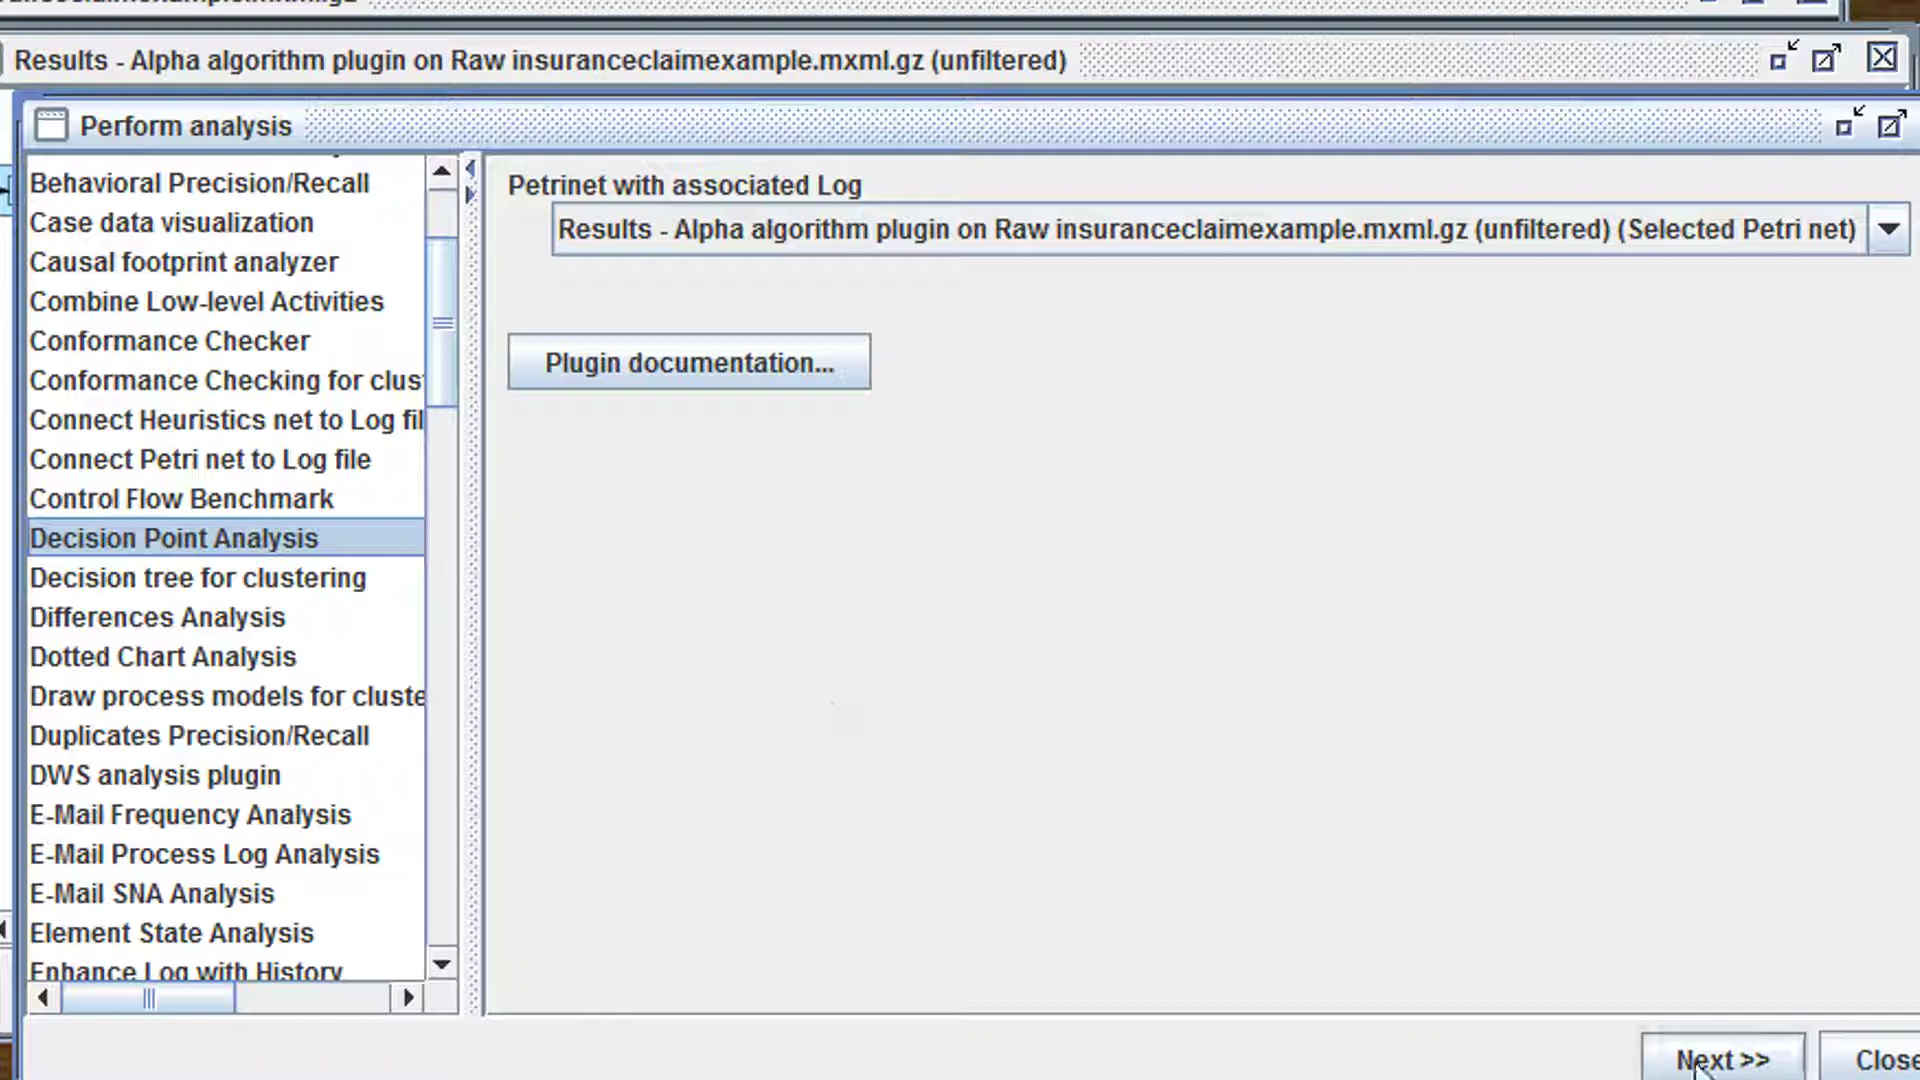 Results - Alpha algorithm plugin on Raw insuranceclaimexample.mxml.gz (unfiltered)
Perform analysis
Behavioral Precision/Recall
Case data visualization
Causal footprint analyzer
Combine Low-level Activities
Conformance Checker
Conformance Checking for clus
Connect Heuristics net to Log fil
Connect Petri net to Log file
Control Flow Benchmark
Decision Point Analysis
Decision tree for clustering
Differences Analysis
Dotted Chart Analysis
Draw process models for cluste
Duplicates Precision/Recall
DWS analysis plugin
E-Mail Frequency Analysis
E-Mail Process Log Analysis
E-Mail SNA Analysis
Element State Analysis
Enhance Log with History
Petrinet with associated Log
Results - Alpha algorithm plugin on Raw insuranceclaimexample.mxml.gz (unfiltered) (Selected Petri net)
Plugin documentation...
Next >>
Close